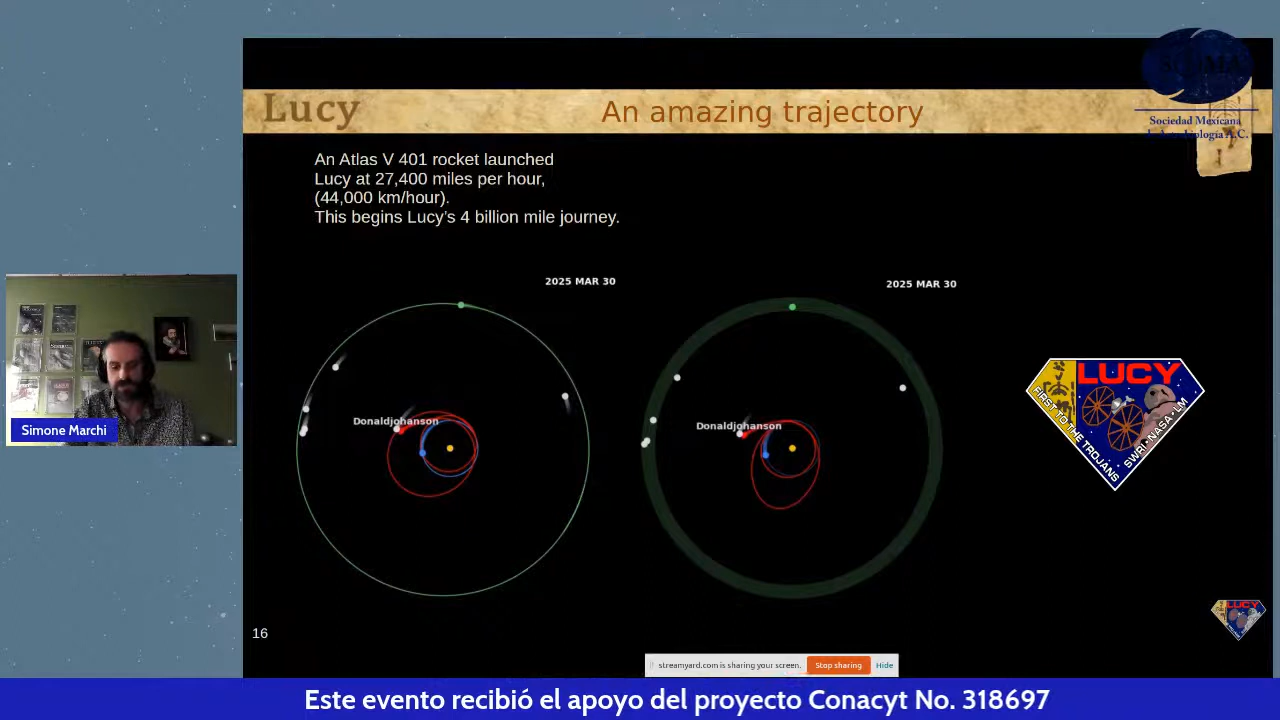 Lucy
An amazing trajectory
Sociedad Mexicana
de Astrobiología A.C.
An Atlas V 401 rocket launched
Lucy at 27,400 miles per hour,
(44,000 km/hour).
This begins Lucy's 4 billion mile journey.
2025 MAR 30
2025 MAR 30
Donaldjohanson
Donaldjohanson
LUCY
FIRST TO THE TROJANS
SWRI·NASA·LM
Simone Marchi
LUCY
16
streamyard.com is sharing your screen.
Stop sharing
Hide
Este evento recibió el apoyo del proyecto Conacyt No. 318697